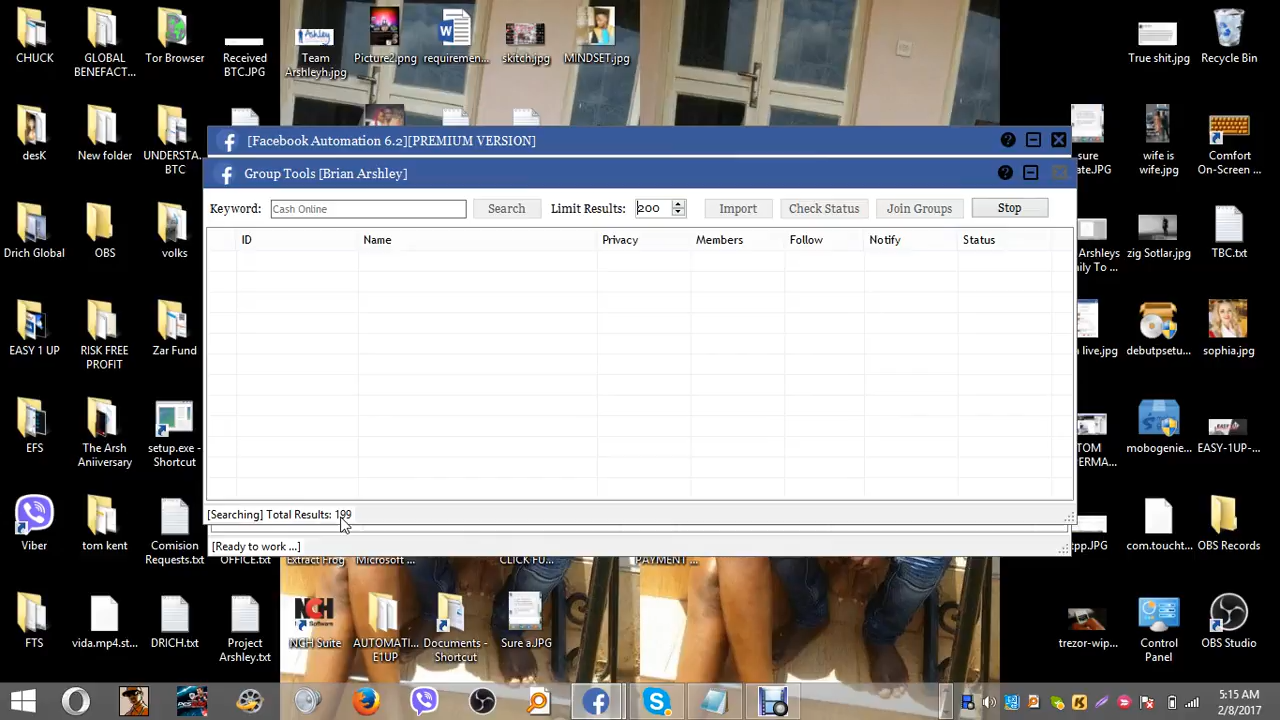 CHUCK
GLOBAL
BENEFACT...
Tor Browser
Received
BTC.JPG
Team
Arshleyh.jpg
Picture2.png
requiremen...
skitch.jpg
MINDSET.jpg
True shit.jpg
Recycle Bin
desK
New folder
UNDERSTA...
BTC
wife is
wife.jpg
Comfort
On-Screen ...
[Facebook Automation 6.2][PREMIUM VERSION]
Group Tools [Brian Arshley]
Keyword:
Cash Online
Search
Limit Results:
200
Import
Check Status
Join Groups
Stop
ID
Name
Privacy
Members
Follow
Notify
Status
Drich Global
OBS
volks
zig Sotlar.jpg
TBC.txt
EASY 1 UP
RISK FREE
PROFIT
Zar Fund
debutpsetu...
sophia.jpg
EFS
The Arsh
Aniiversary
setup.exe -
Shortcut
mobogenie...
EASY-1UP-...
[Searching] Total Results: 199
[Ready to work ...]
Viber
tom kent
Comision
Requests.txt
OFFICE.txt
Extract Frog
Microsoft ...
CLICK FU...
PAYMENT ...
com.toucht...
OBS Records
FTS
vida.mp4.st...
DRICH.txt
Project
Arshley.txt
NCH Suite
AUTOMATI...
E1UP
Documents -
Shortcut
Sure a.JPG
trezor-wip...
Control
Panel
OBS Studio
5:15 AM
2/8/2017